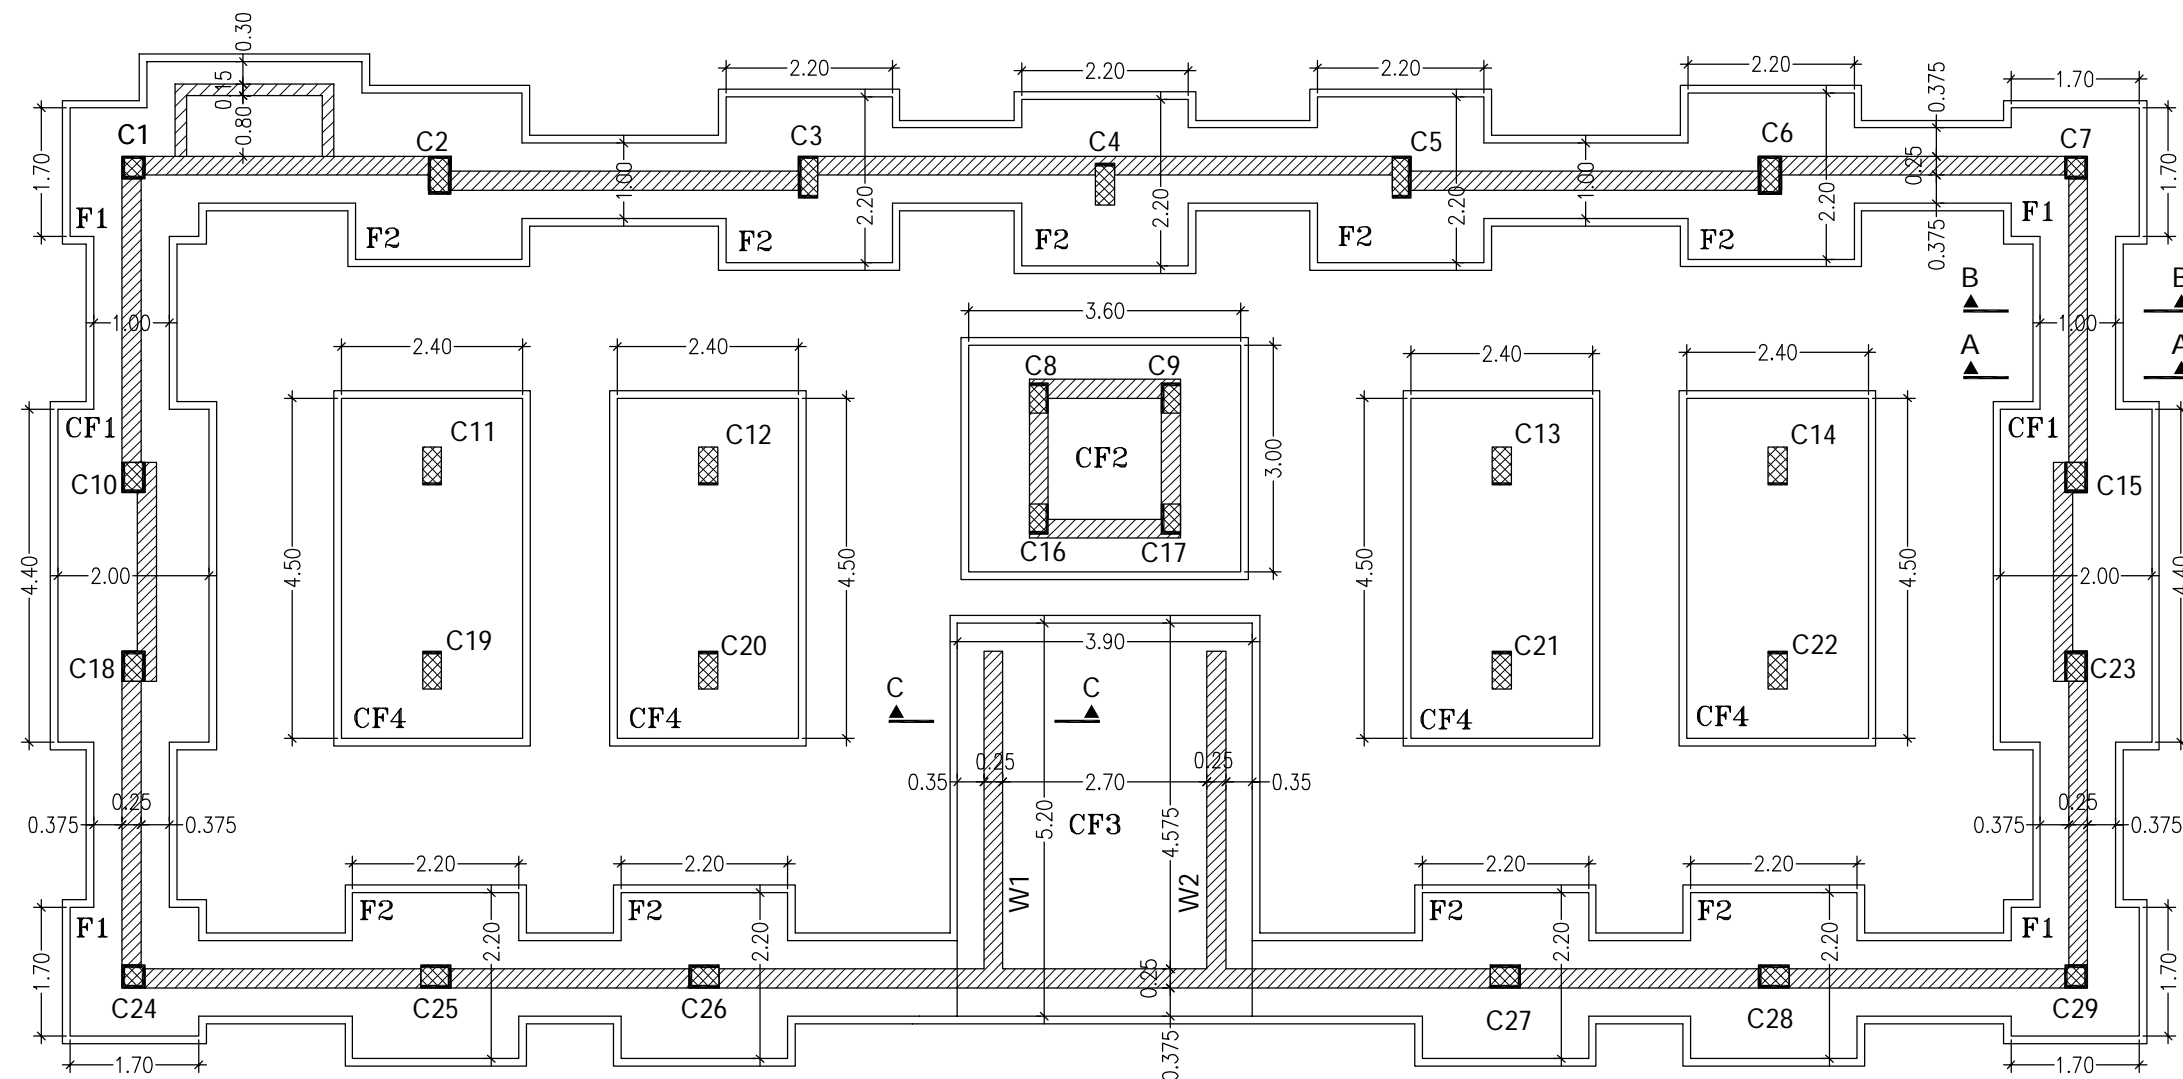 0.30
2.20
2.20
2.20
2.20
0.375
1.70
0.15
0.80
1.70
C1
C2
C3
C4
C5
C6
C7
1.00
2.20
2.20
2.20
1.00
2.20
0.25
1.70
F1
F2
F2
F2
F2
F2
F1
0.375
B
B
3.60
1.00
1.00
2.40
2.40
2.40
2.40
A
A
C8
C9
CF1
C11
C12
CF2
3.00
C13
C14
CF1
C10
C15
C16
C17
4.40
2.00
4.50
4.50
4.50
4.50
2.00
4.40
C18
C19
C20
3.90
C21
C22
C23
CF4
CF4
C
C
CF4
CF4
0.35
0.25
2.70
0.25
0.35
0.25
0.375
0.375
5.20
CF3
4.575
0.25
0.375
0.375
2.20
2.20
2.20
2.20
F1
F2
F2
W1
W2
F2
F2
F1
1.70
2.20
2.20
0.25
2.20
2.20
1.70
C24
C25
C26
C27
C28
C29
1.70
0.375
1.70